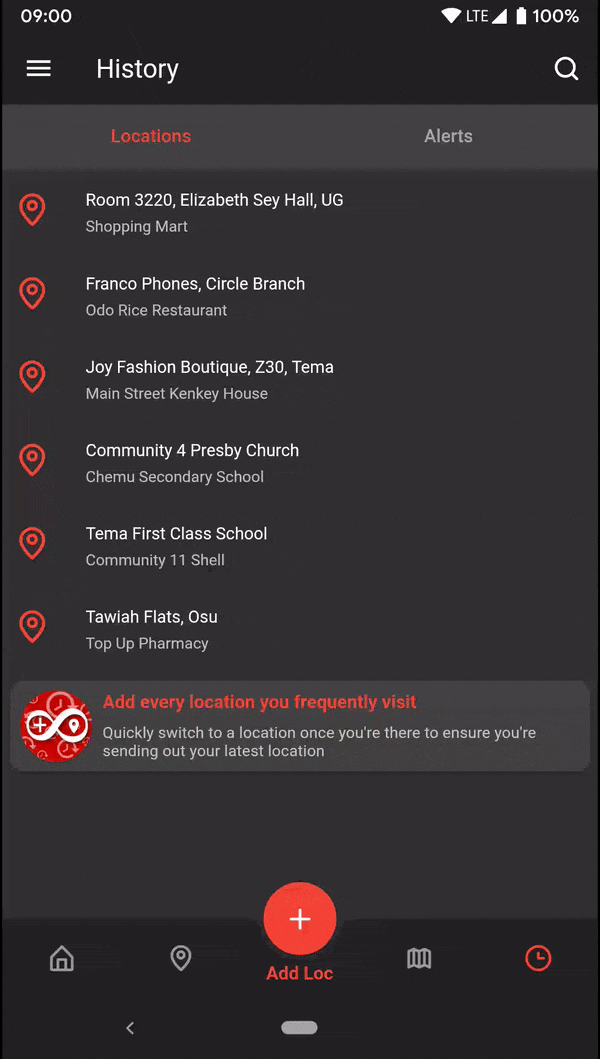 09:00
LTE
100%
History
Locations
Alerts
Room 3220, Elizabeth Sey Hall, UG
Shopping Mart
Franco Phones, Circle Branch
Odo Rice Restaurant
Joy Fashion Boutique, Z30, Tema
Main Street Kenkey House
Community 4 Presby Church
Chemu Secondary School
Tema First Class School
Community 11 Shell
Tawiah Flats, Osu
Top Up Pharmacy
Add every location you frequently visit
Quickly switch to a location once you're there to ensure you're
sending out your latest location
Add Loc